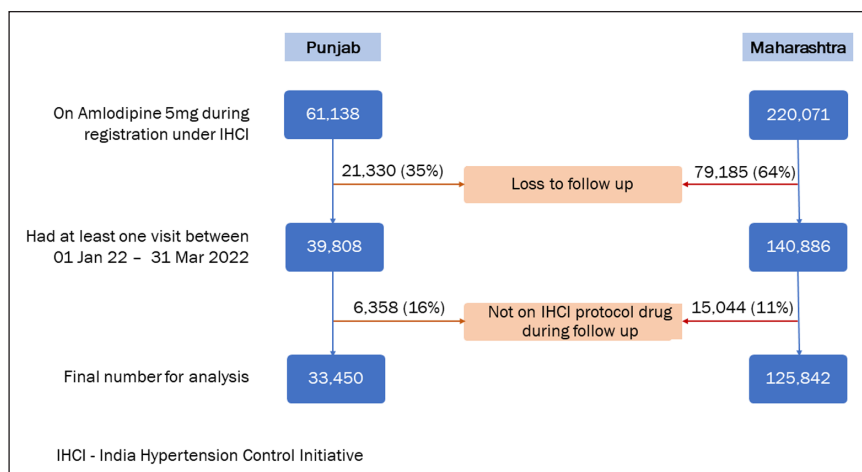 Punjab
Maharashtra
On Amlodipine 5mg during
registration under IHCI
61,138
220,071
21,330 (35%)
Loss to follow up
79,185 (64%)
Had at least one visit between
01 Jan 22 – 31 Mar 2022
39,808
140,886
6,358 (16%)
Not on IHCI protocol drug
during follow up
15,044 (11%)
Final number for analysis
33,450
125,842
IHCI - India Hypertension Control Initiative